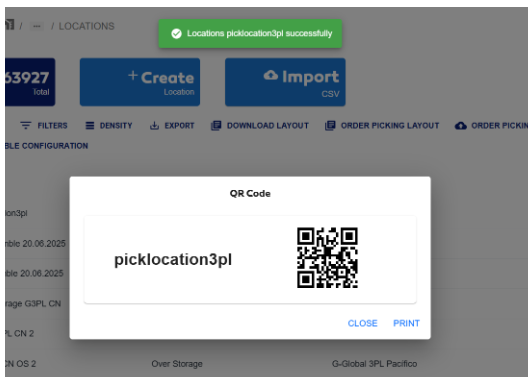 / ... / LOCATIONS
Locations picklocation3pl successfully
63927
Total
+ Create
Location
Import
CSV
FILTERS
DENSITY
EXPORT
DOWNLOAD LAYOUT
ORDER PICKING LAYOUT
ORDER PICKIN
BLE CONFIGURATION
QR Code
ion3pl
mble 20.06.2025
picklocation3pl
ble 20.06.2025
rage G3PL CN
CLOSE PRINT
PL CN 2
CN OS 2
Over Storage
G-Global 3PL Pacífico